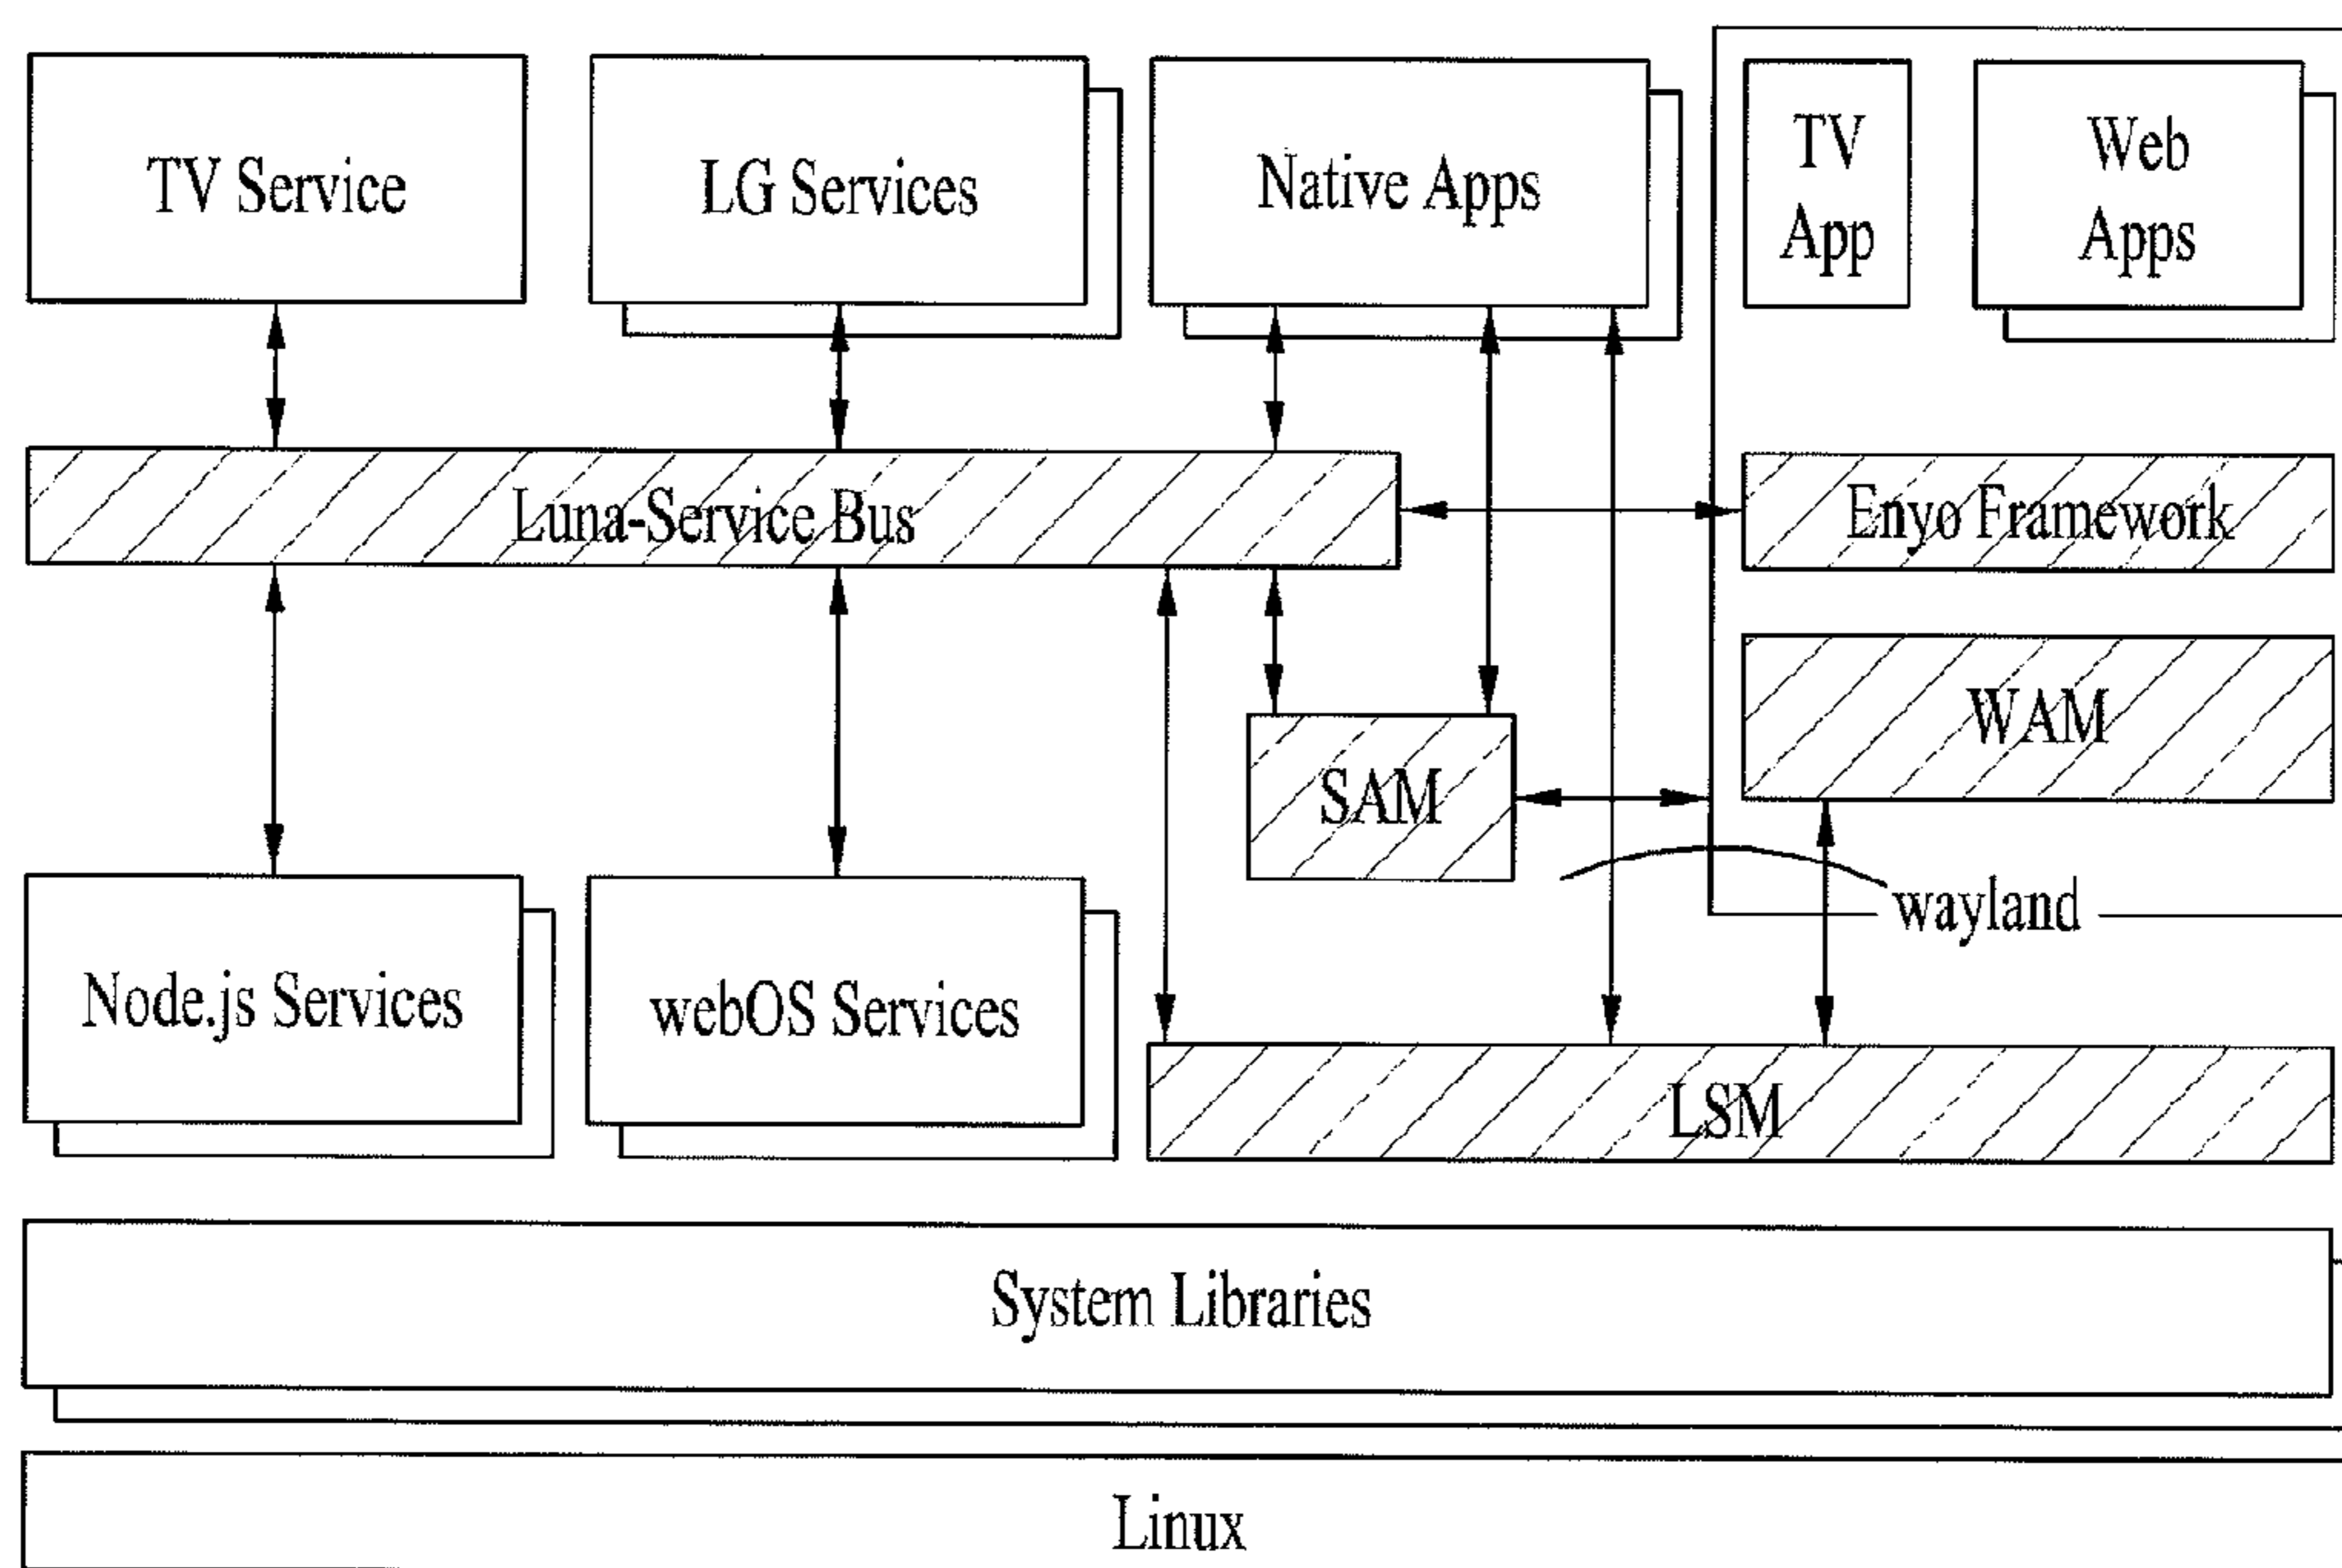 TV Service
LG Services
Native Apps
TV
App
Web
Apps
Luna-Service Bus
Enyo Framework
WAM
SAM
wayland
Node.js Services
webOS Services
LSM
System Libraries
Linux